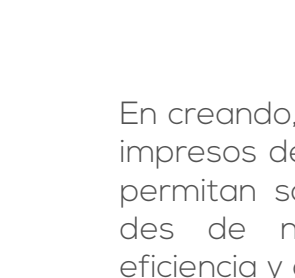 En creando,
impresos
permitan
des de
eficiencia y